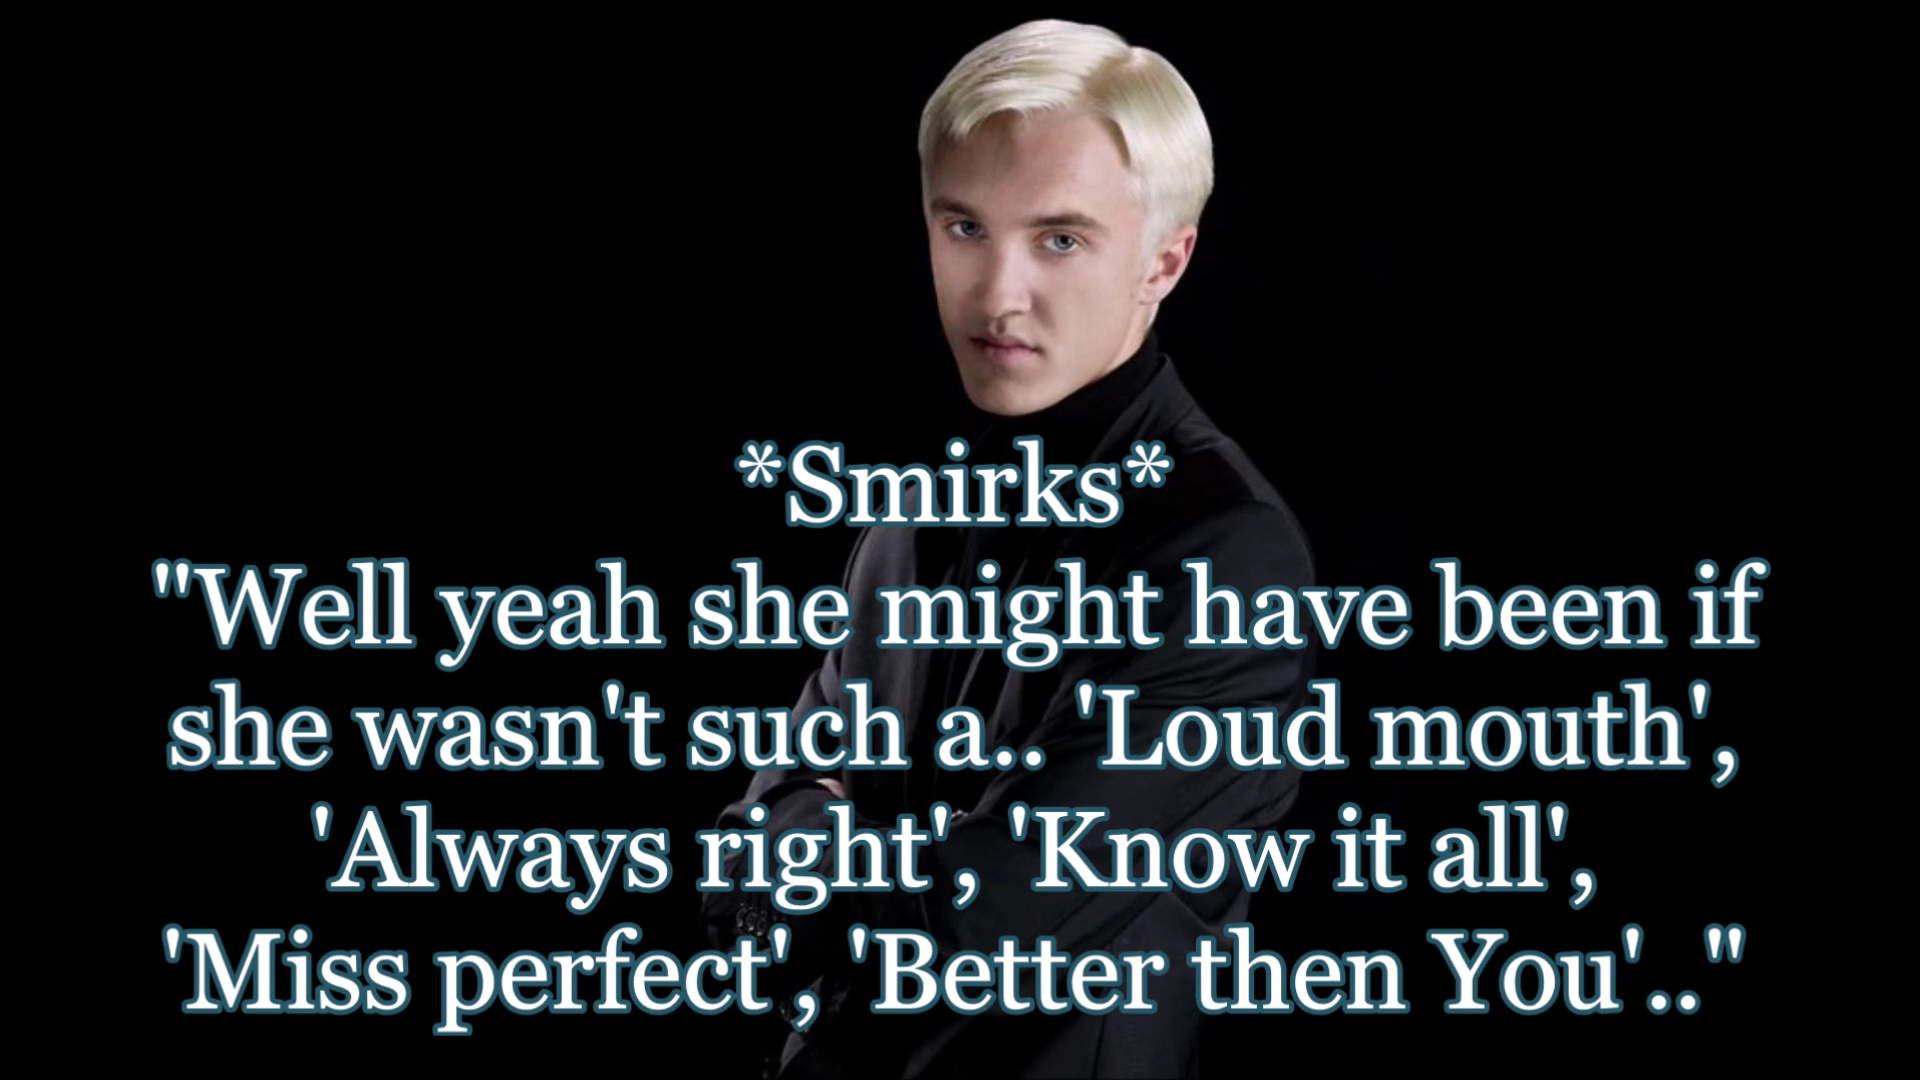 *Smirks*
"Well yeah she might have been if
she wasn't such a.. 'Loud mouth',
'Always right', 'Know it all',
'Miss perfect', 'Better then You'.."